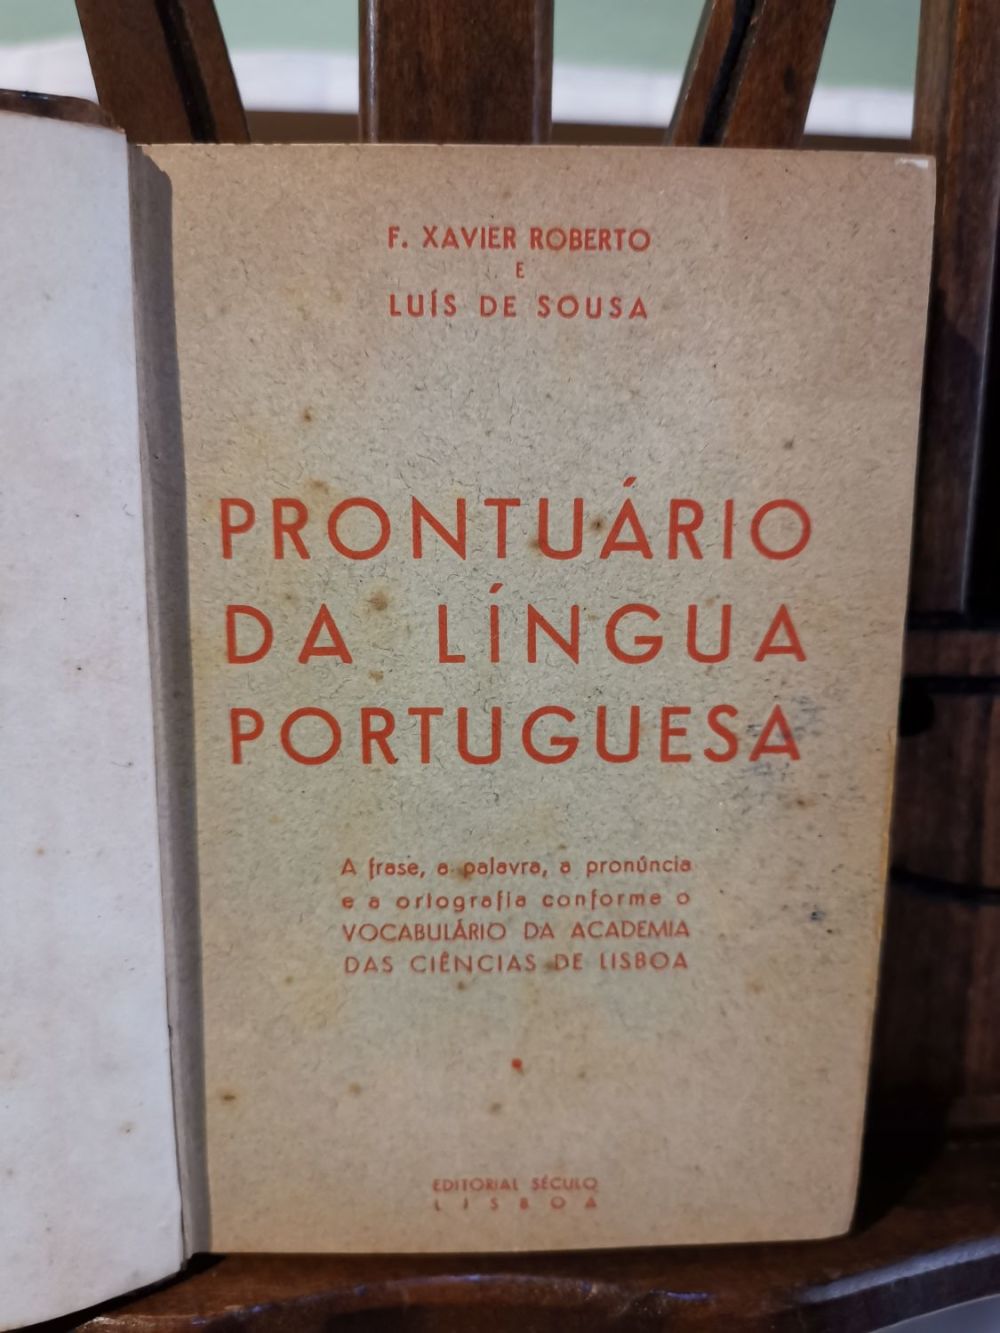 F. XAVIER ROBERTO
E
LUÍS DE SOUSA
PRONTUÁRIO
DA LÍNGUA
PORTUGUESA
A frase, a palavra, a pronúncia
e a ortografia conforme o
VOCABULÁRIO DA ACADEMIA
DAS CIÊNCIAS DE LISBOA
EDITORIAL SÉCULO
LISBOA